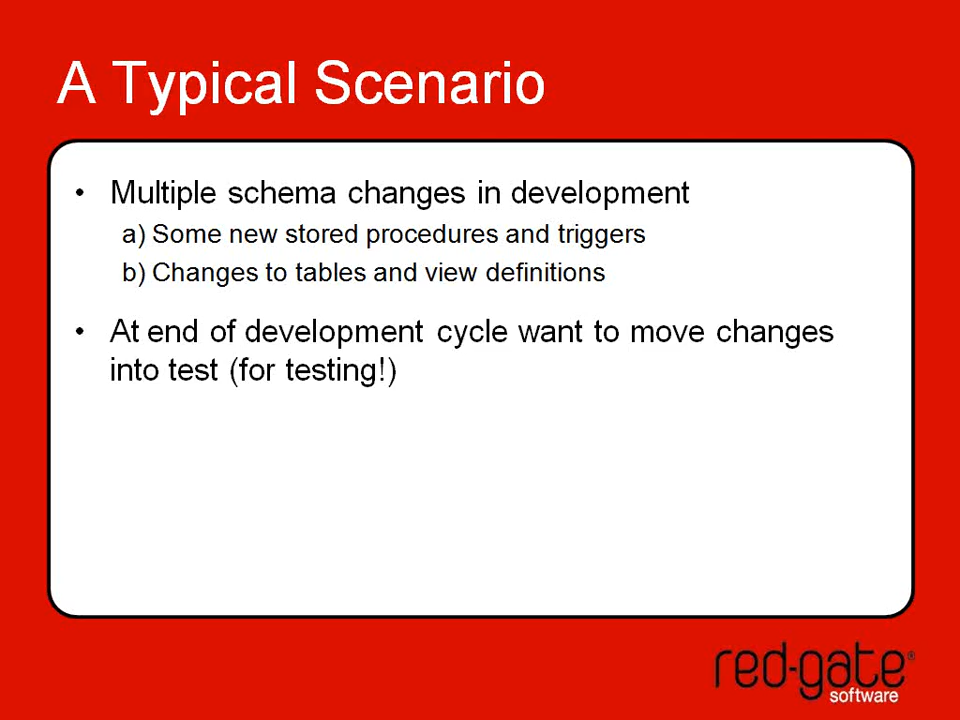 A Typical Scenario
• Multiple schema changes in development
a) Some new stored procedures and triggers
b) Changes to tables and view definitions
• At end of development cycle want to move changes
into test (for testing!)
red-gate®
software